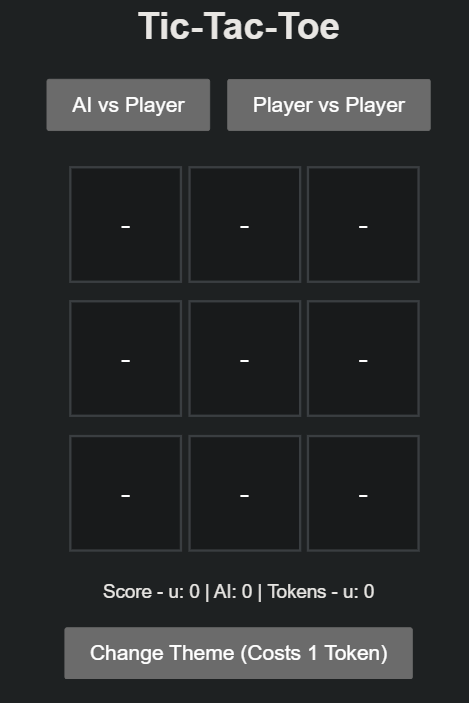 Tic-Tac-Toe
AI vs Player Player vs Player
- - -
- - -
- - -
Score - u: 0 | AI: 0 | Tokens - u: 0
Change Theme (Costs 1 Token)